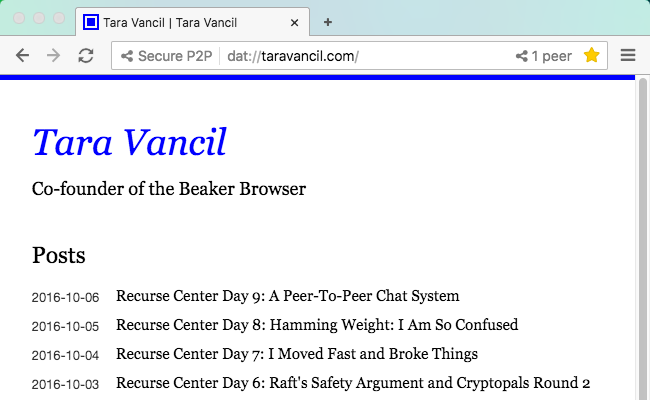 Tara Vancil | Tara Vancil
Secure P2P dat://taravancil.com/ 1 peer
Tara Vancil
Co-founder of the Beaker Browser
Posts
2016-10-06 Recurse Center Day 9: A Peer-To-Peer Chat System
2016-10-05 Recurse Center Day 8: Hamming Weight: I Am So Confused
2016-10-04 Recurse Center Day 7: I Moved Fast and Broke Things
2016-10-03 Recurse Center Day 6: Raft's Safety Argument and Cryptopals Round 2